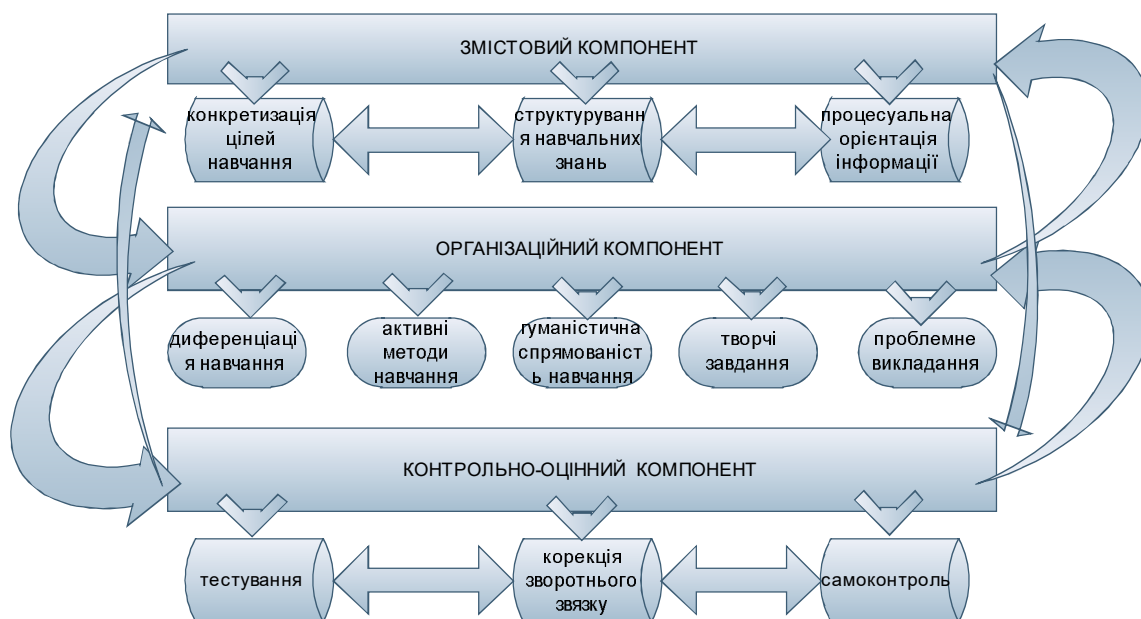 ЗМІСТОВИЙ КОМПОНЕНТ
конкретизація
цілей
навчання
структуруванн
я навчальних
знань
процесуальна
орієнтація
інформації
ОРГАНІЗАЦІЙНИЙ КОМПОНЕНТ
диференціаці
я навчання
активні
методи
навчання
гуманістична
спрямованіст
ь навчання
творчі
завдання
проблемне
викладання
КОНТРОЛЬНО-ОЦІННИЙ КОМПОНЕНТ
тестування
корекція
зворотнього
звязку
самоконтроль